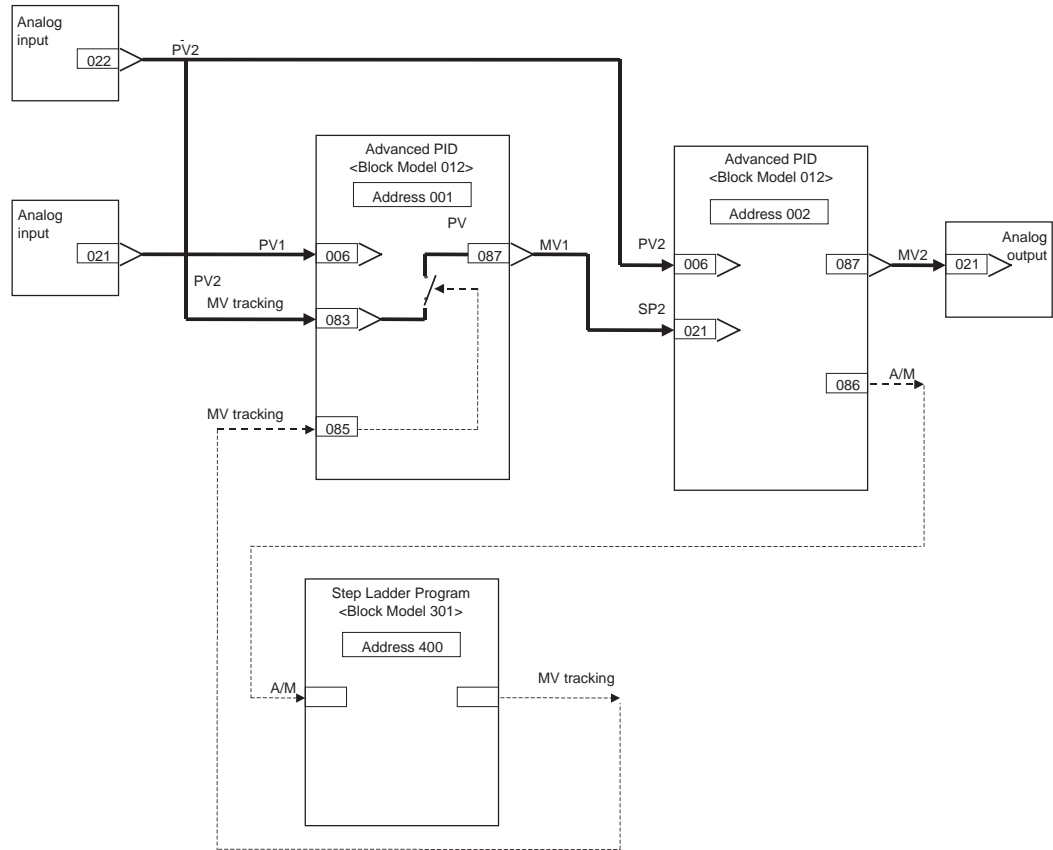 Analog
input
022
PV2
Analog
input
021
PV1
PV2
MV tracking
MV tracking
Advanced PID
<Block Model 012>
Address 001
PV
006
087
083
085
MV1
PV2
SP2
Advanced PID
<Block Model 012>
Address 002
006
087
021
086
MV2
A/M
Analog
output
021
Step Ladder Program
<Block Model 301>
Address 400
A/M
MV tracking